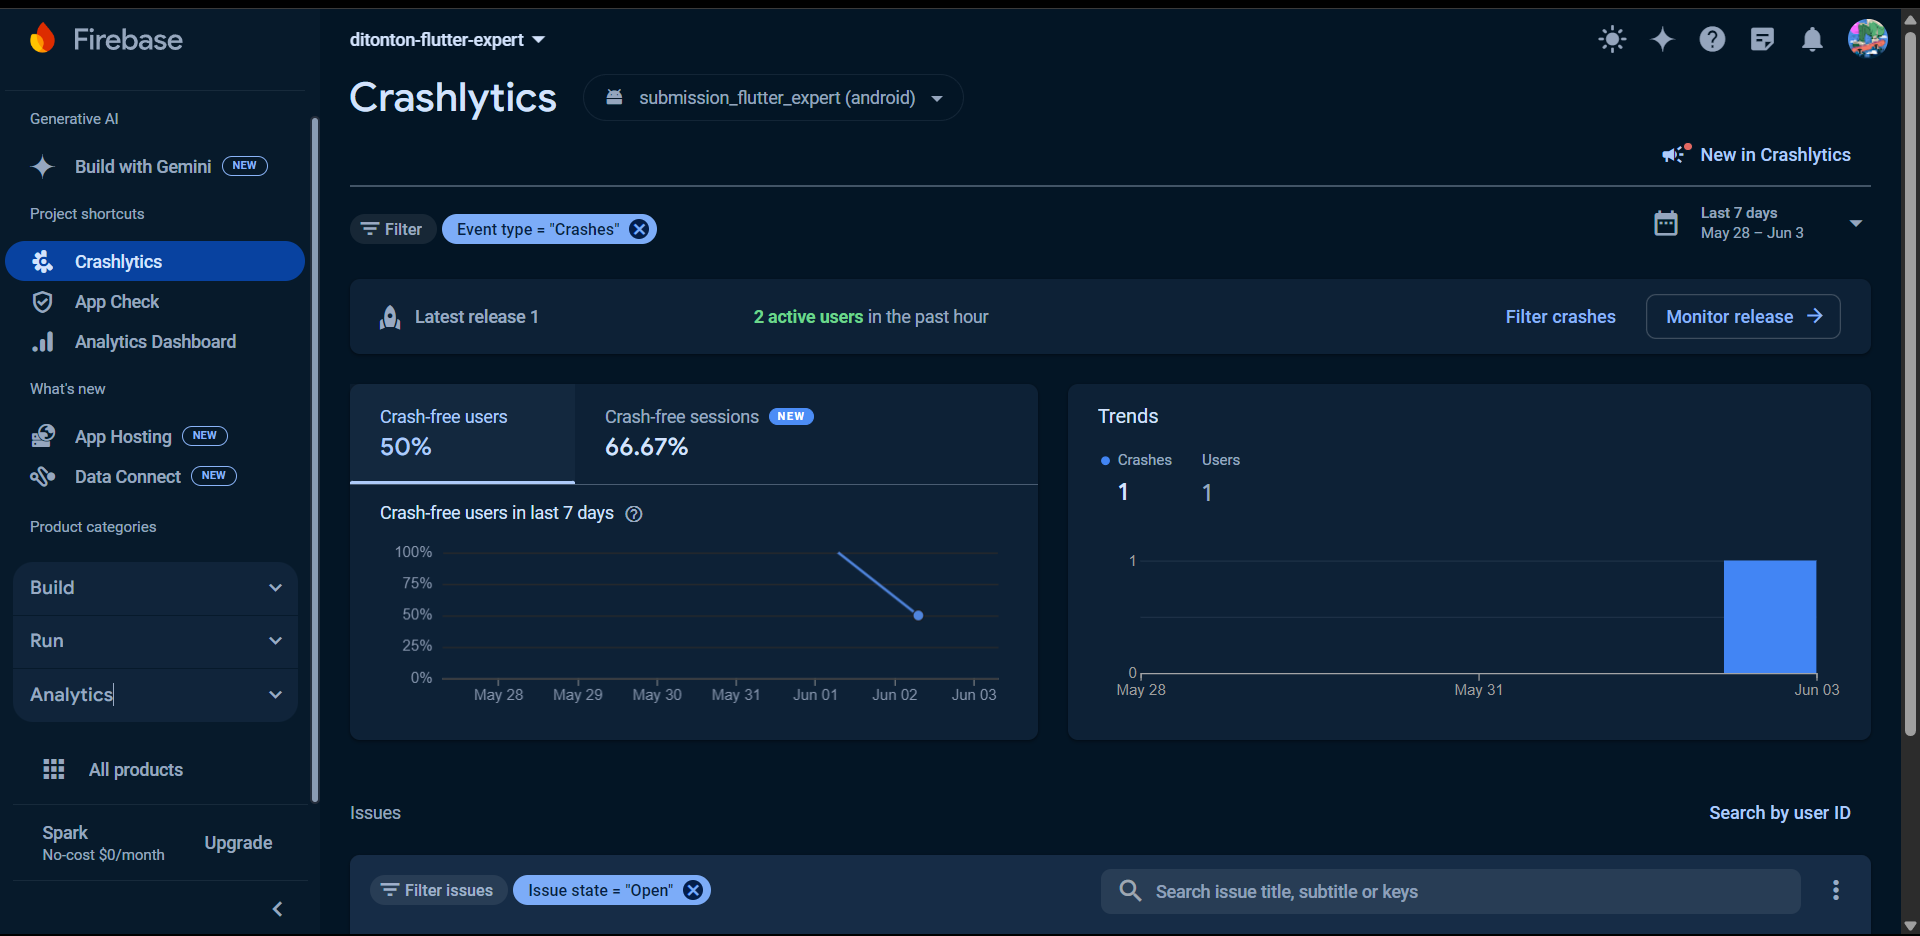 Firebase
ditonton-flutter-expert
Crashlytics
submission_flutter_expert (android)
New in Crashlytics
Generative AI
Build with Gemini NEW
Project shortcuts
Crashlytics
App Check
Analytics Dashboard
What's new
App Hosting NEW
Data Connect NEW
Product categories
Build
Run
Analytics
All products
Spark
No-cost $0/month
Upgrade
Filter
Event type = "Crashes"
Last 7 days
May 28 – Jun 3
Latest release 1
2 active users in the past hour
Filter crashes
Monitor release
Crash-free users
50%
Crash-free sessions NEW
66.67%
Crash-free users in last 7 days
100%
75%
50%
25%
0%
May 28 May 29 May 30 May 31 Jun 01 Jun 02 Jun 03
Trends
Crashes Users
1 1
1
0
May 28 May 31 Jun 03
Issues
Search by user ID
Filter issues
Issue state = "Open"
Search issue title, subtitle or keys